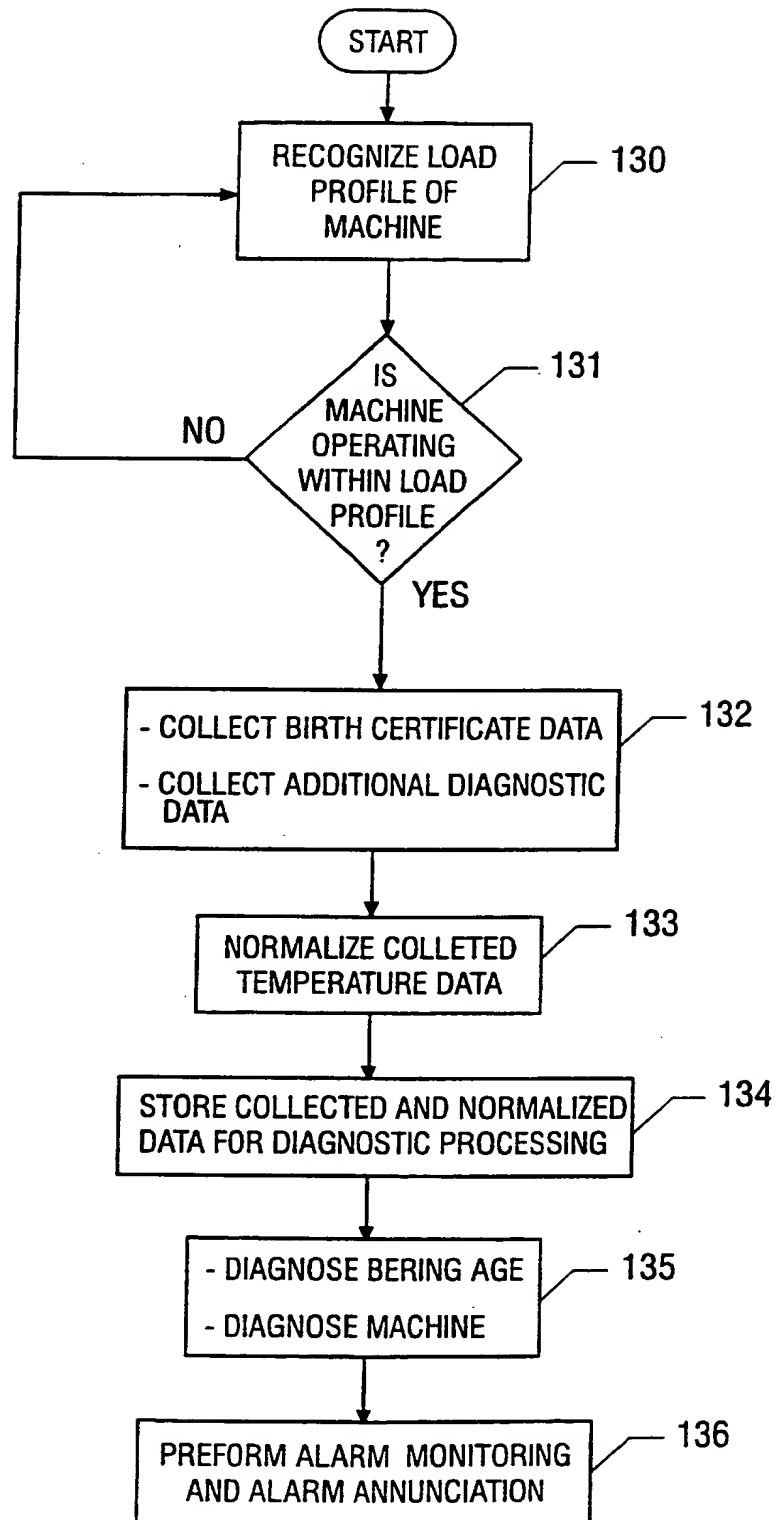 START
RECOGNIZE LOAD
PROFILE OF
MACHINE
130
IS
MACHINE
OPERATING
WITHIN LOAD
PROFILE
?
131
NO
YES
- COLLECT BIRTH CERTIFICATE DATA
- COLLECT ADDITIONAL DIAGNOSTIC
DATA
132
NORMALIZE COLLETED
TEMPERATURE DATA
133
STORE COLLECTED AND NORMALIZED
DATA FOR DIAGNOSTIC PROCESSING
134
- DIAGNOSE BERING AGE
- DIAGNOSE MACHINE
135
PREFORM ALARM MONITORING
AND ALARM ANNUNCIATION
136